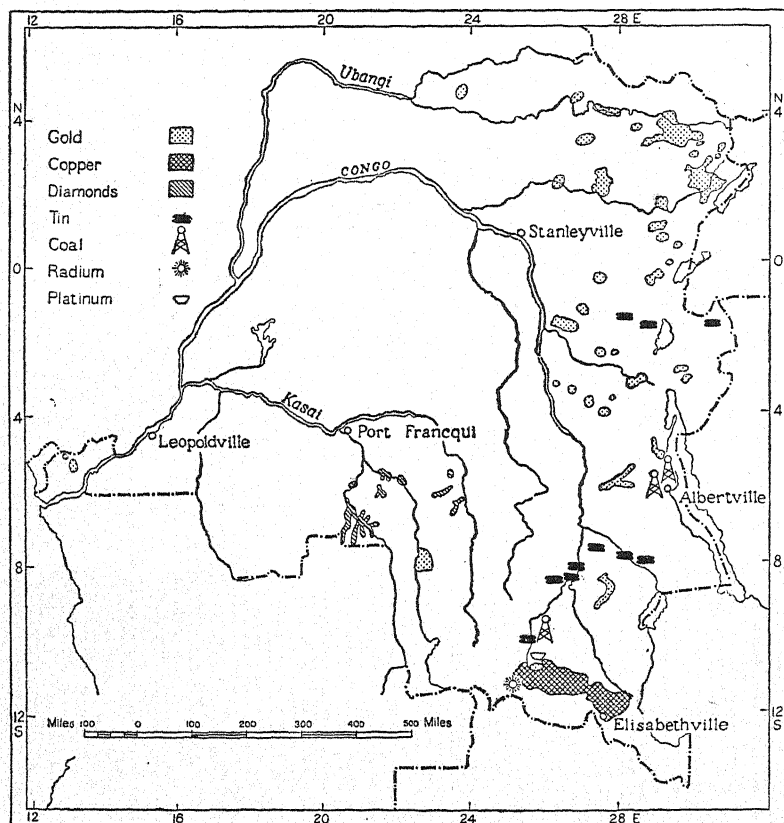 12 16 20 24 28 E
N
4
N
4
Ubangi
Gold
Copper
Diamonds
Tin
Coal
Radium
Platinum
CONGO
Stanleyville
0
0
4
4
Kasai
Leopoldville
Port Francqui
Albertville
8
8
12
S
12
S
Elisabethville
Miles 100 0 100 200 300 400 500 Miles
12 16 20 24 28 E